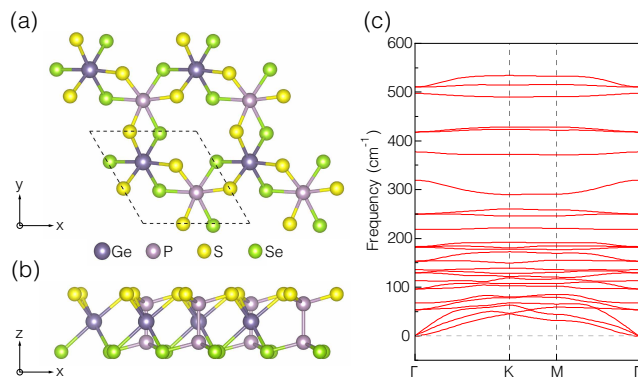 (a)
y
x
Ge P S Se
(b)
z
x
(c)
600
500
400
300
200
100
0
Frequency (cm⁻¹)
Γ K M Γ